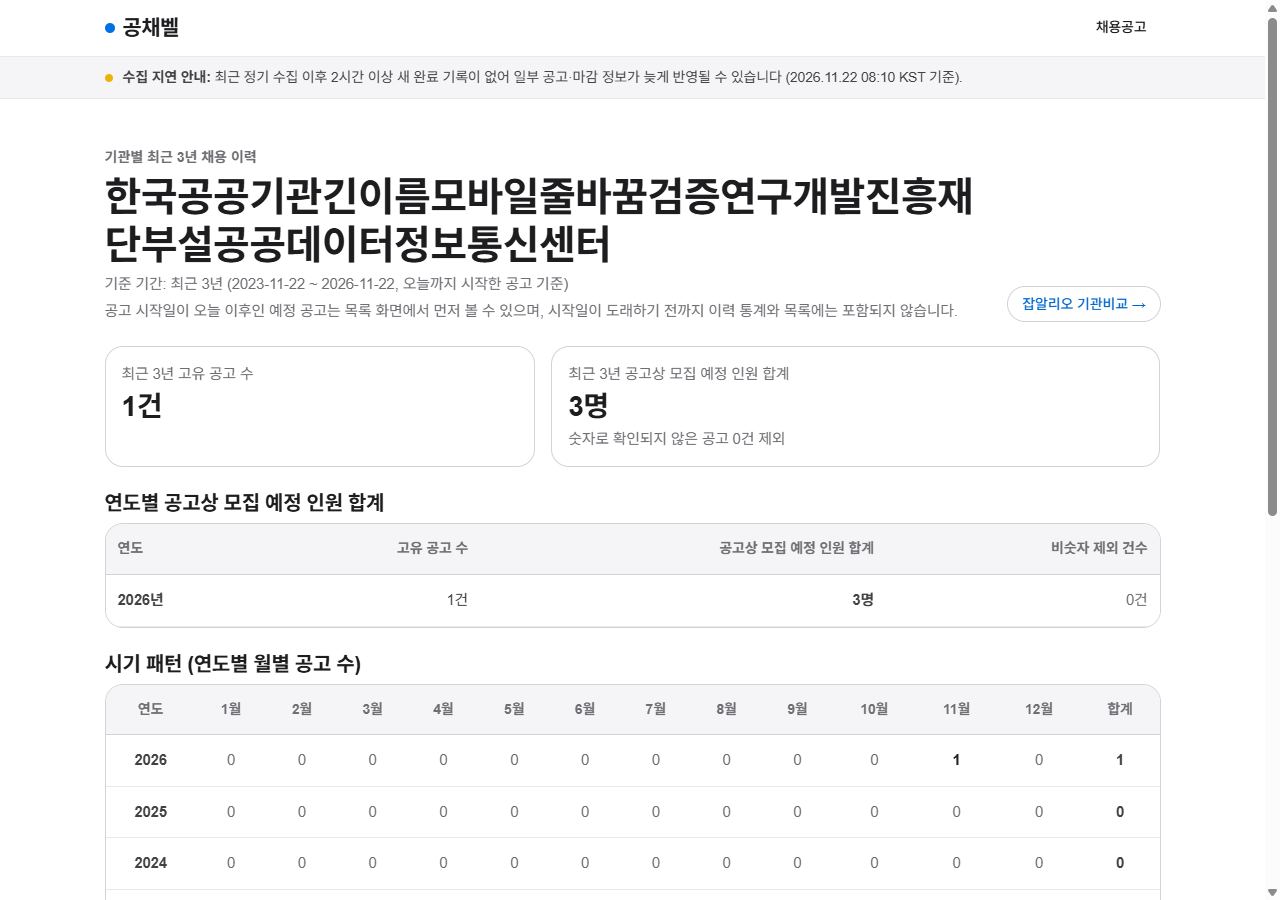 공채벨
채용공고
수집 지연 안내: 최근 정기 수집 이후 2시간 이상 새 완료 기록이 없어 일부 공고·마감 정보가 늦게 반영될 수 있습니다 (2026.11.22 08:10 KST 기준).
기관별 최근 3년 채용 이력
한국공공기관긴이름모바일줄바꿈검증연구개발진흥재
단부설공공데이터정보통신센터
기준 기간: 최근 3년 (2023-11-22 ~ 2026-11-22, 오늘까지 시작한 공고 기준)
공고 시작일이 오늘 이후인 예정 공고는 목록 화면에서 먼저 볼 수 있으며, 시작일이 도래하기 전까지 이력 통계와 목록에는 포함되지 않습니다.
잡알리오 기관비교 →
최근 3년 고유 공고 수
1건
최근 3년 공고상 모집 예정 인원 합계
3명
숫자로 확인되지 않은 공고 0건 제외
연도별 공고상 모집 예정 인원 합계
연도 고유 공고 수 공고상 모집 예정 인원 합계 비숫자 제외 건수
2026년 1건 3명 0건
시기 패턴 (연도별 월별 공고 수)
연도 1월 2월 3월 4월 5월 6월 7월 8월 9월 10월 11월 12월 합계
2026 0 0 0 0 0 0 0 0 0 0 1 0 1
2025 0 0 0 0 0 0 0 0 0 0 0 0 0
2024 0 0 0 0 0 0 0 0 0 0 0 0 0